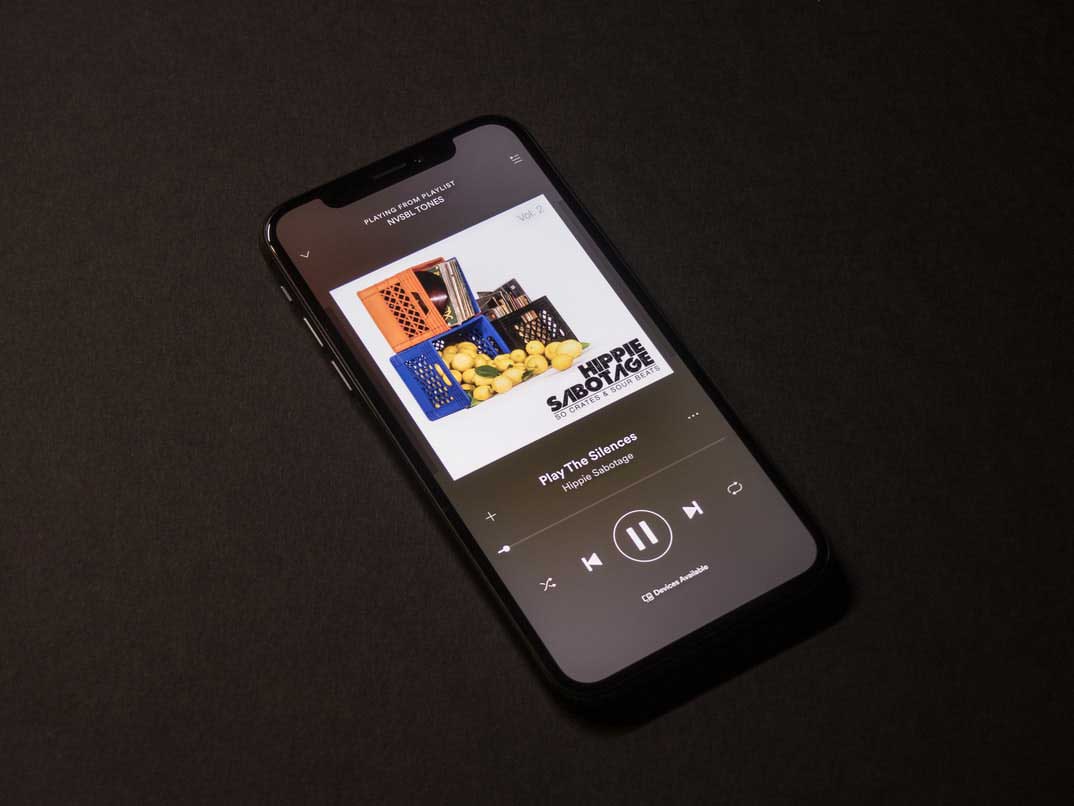 PLAYING FROM PLAYLIST
NVSBL TONES
Vol. 2
HIPPIE
SABOTAGE
SO CRATES & SOUR BEATS
Play The Silences
Hippie Sabotage
Devices Available